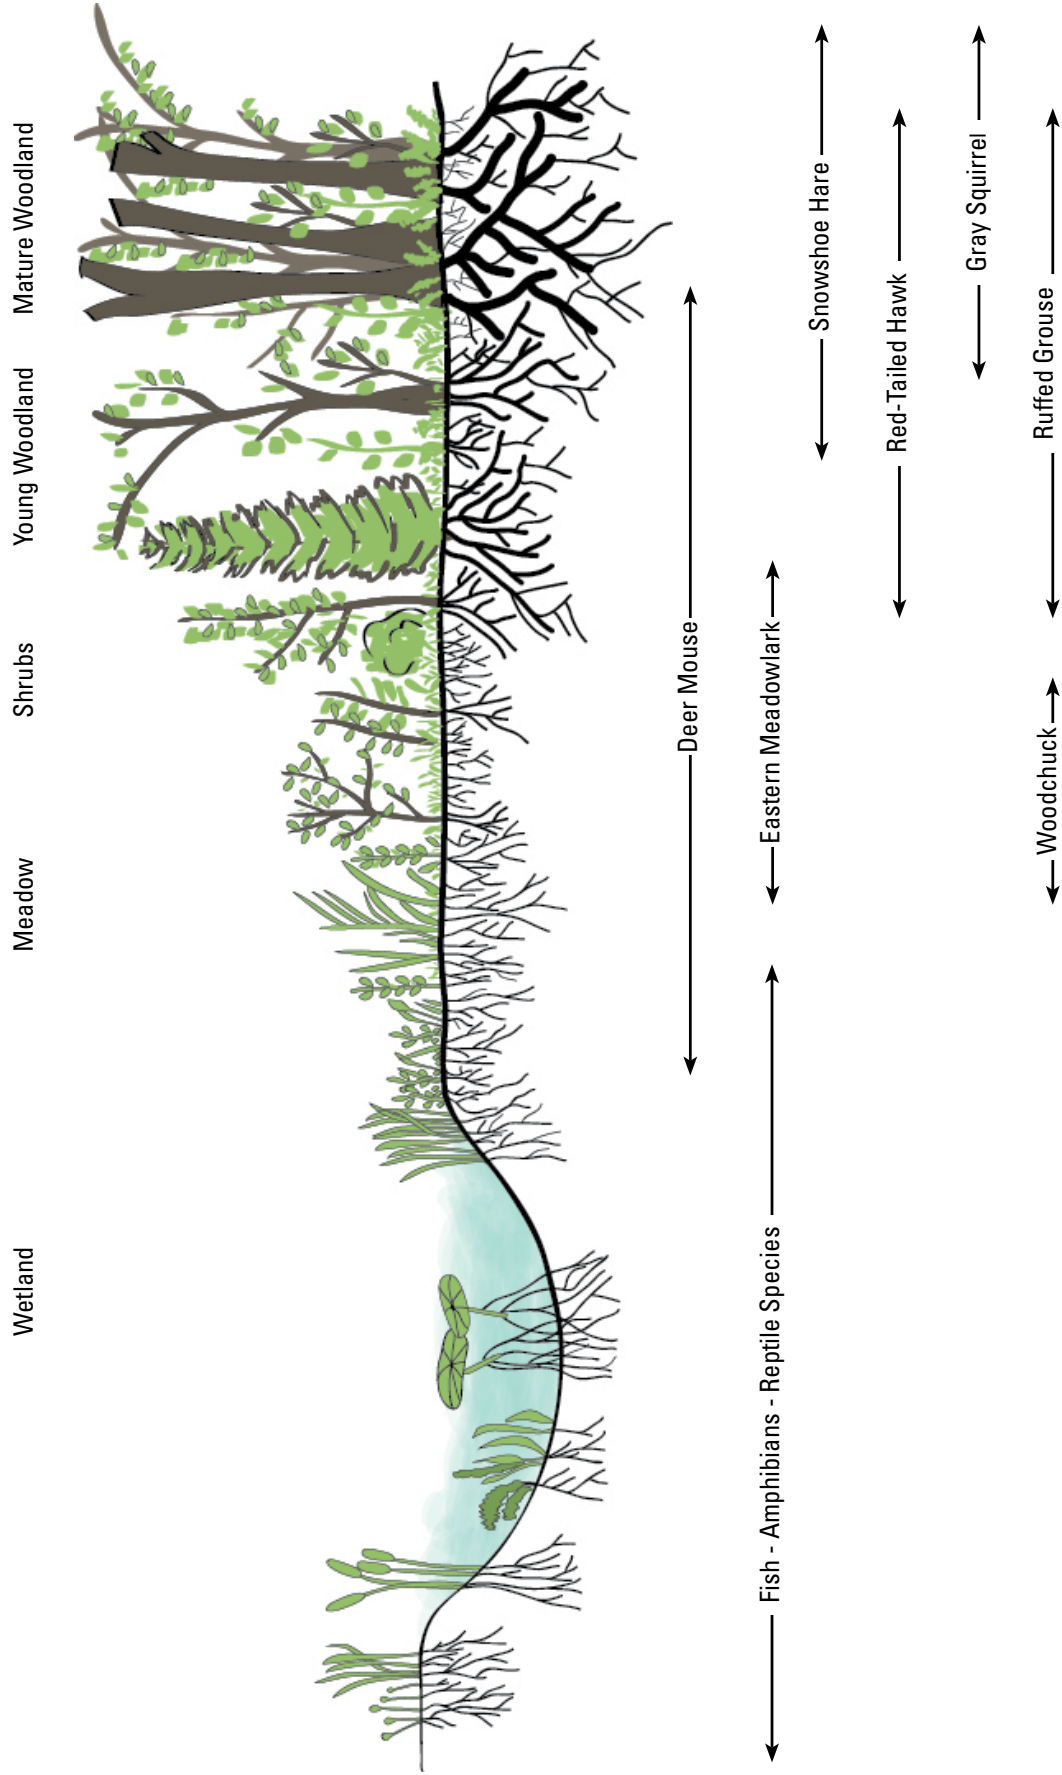 Wetland
Meadow
Shrubs
Young Woodland
Mature Woodland
Deer Mouse
Fish - Amphibians - Reptile Species
Eastern Meadowlark
Snowshoe Hare
Red-Tailed Hawk
Gray Squirrel
Woodchuck
Ruffed Grouse